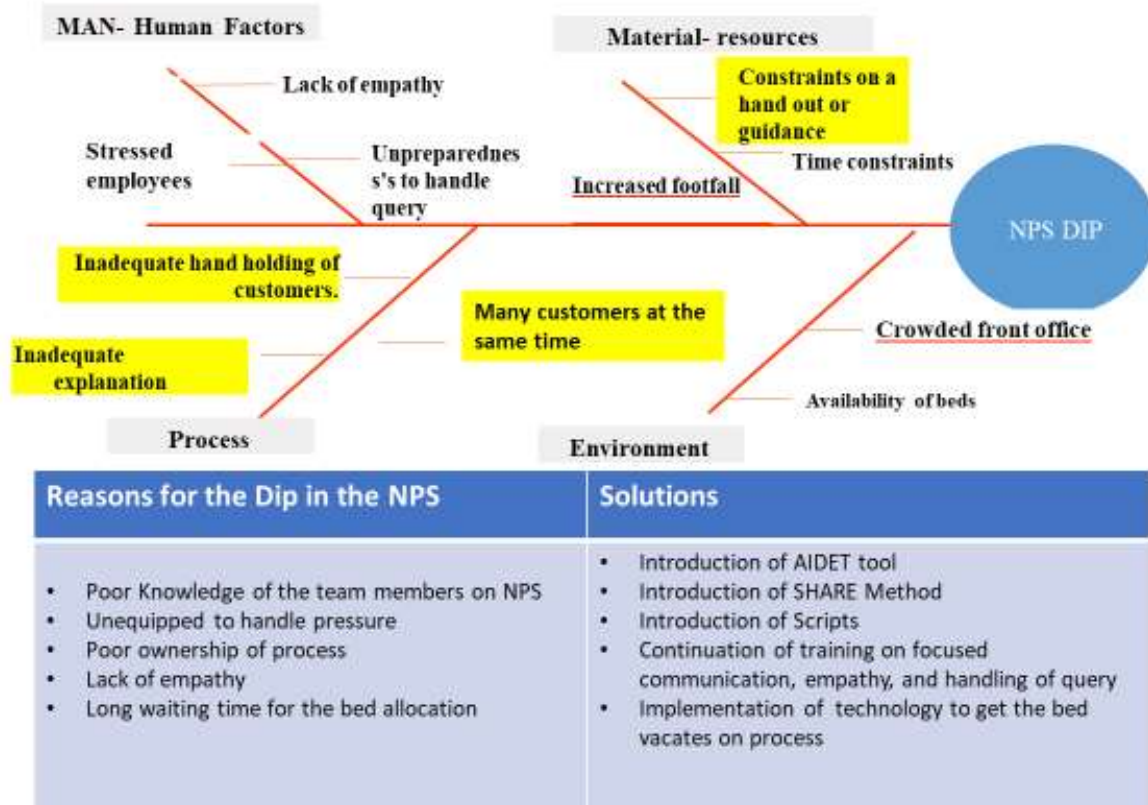 MAN- Human Factors
Material- resources
Lack of empathy
Constraints on a
hand out or
guidance
Stressed
employees
Unpreparednes
s's to handle
query
Time constraints
Increased footfall
NPS DIP
Inadequate hand holding of
customers.
Many customers at the
same time
Crowded front office
Inadequate
explanation
Availability of beds
Process
Environment
Reasons for the Dip in the NPS
Solutions
• Poor Knowledge of the team members on NPS
• Unequipped to handle pressure
• Poor ownership of process
• Lack of empathy
• Long waiting time for the bed allocation
• Introduction of AIDET tool
• Introduction of SHARE Method
• Introduction of Scripts
• Continuation of training on focused
communication, empathy, and handling of query
• Implementation of technology to get the bed
vacates on process